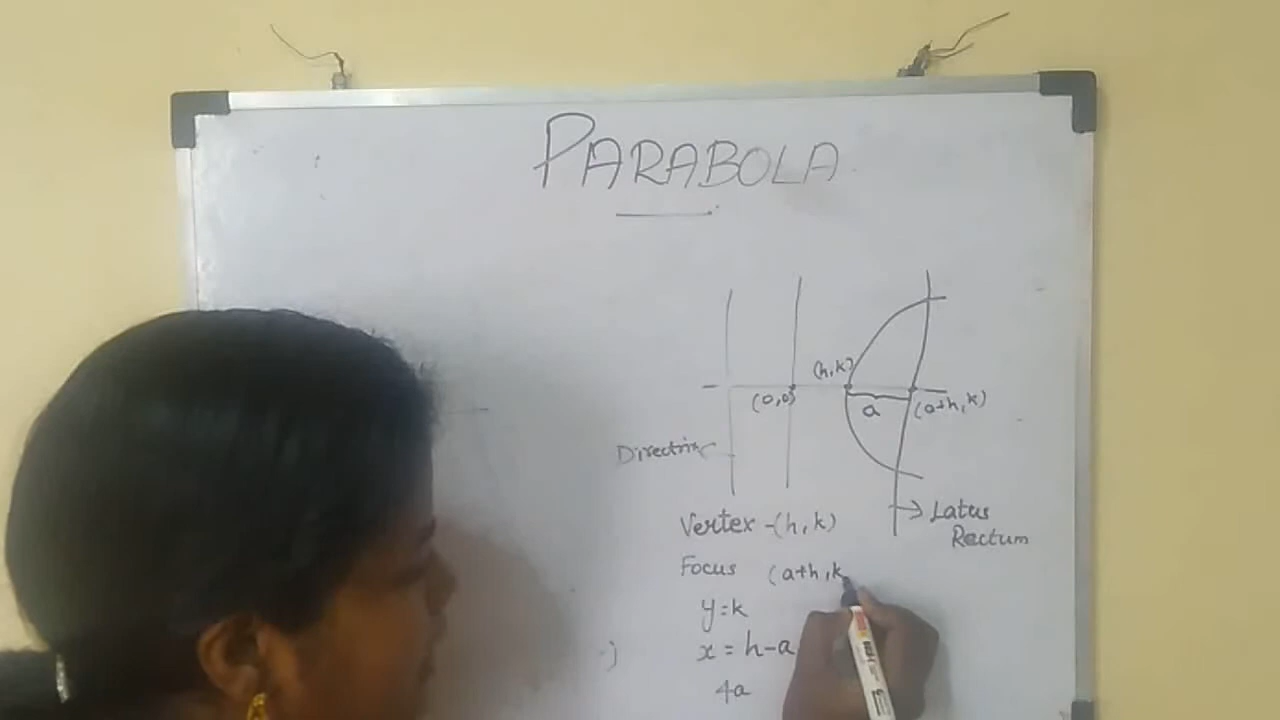 PARABOLA
(h, k)
(0,0)
a
(a+h, k)
Directrix
Latus
Rectum
Vertex - (h, k)
Focus (a+h, k
y=k
x = h-a
4a